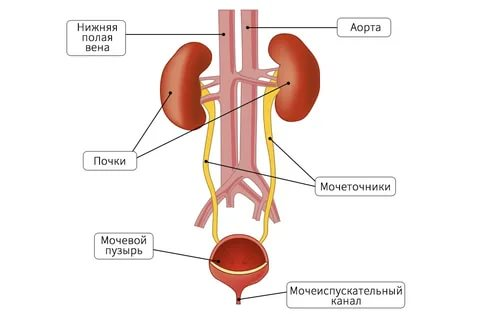 Нижняя
полая
вена
Аорта
Почки
Мочеточники
Мочевой
пузырь
Мочеиспускательный
канал